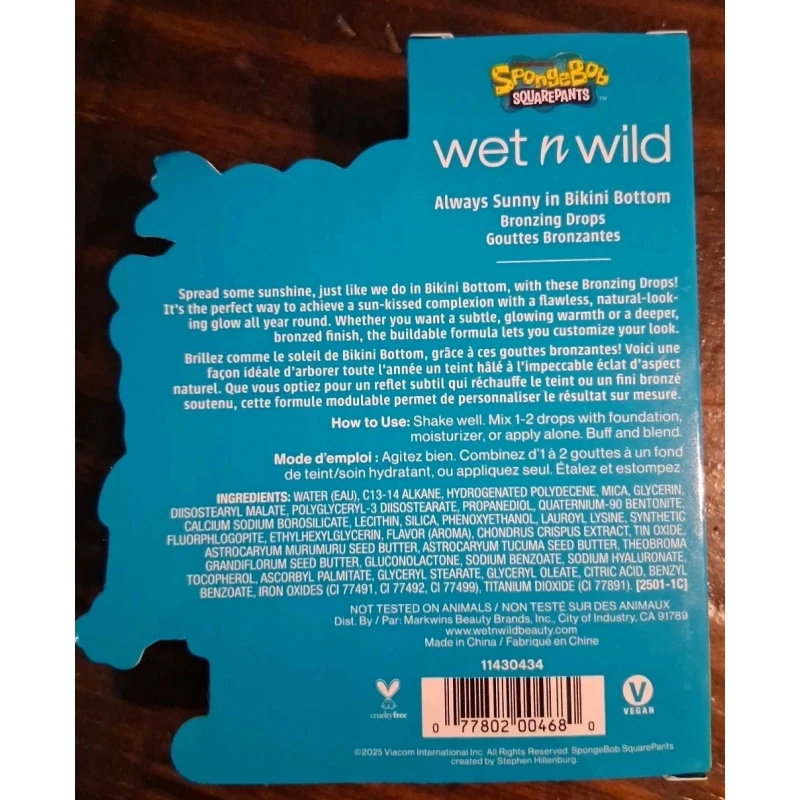 SpongeBob
SQUAREPANTS™
wet n wild
Always Sunny in Bikini Bottom
Bronzing Drops
Gouttes Bronzantes
Spread some sunshine, just like we do in Bikini Bottom, with these Bronzing Drops!
It's the perfect way to achieve a sun-kissed complexion with a flawless, natural-look-
ing glow all year round. Whether you want a subtle, glowing warmth or a deeper,
bronzed finish, the buildable formula lets you customize your look.
Brillez comme le soleil de Bikini Bottom, grâce à ces gouttes bronzantes! Voici une
façon idéale d'arborer toute l'année un teint hâlé à l'impeccable éclat d'aspect
naturel. Que vous optiez pour un reflet subtil qui réchauffe le teint ou un fini bronzé
soutenu, cette formule modulable permet de personnaliser le résultat sur mesure.
How to Use: Shake well. Mix 1-2 drops with foundation,
moisturizer, or apply alone. Buff and blend.
Mode d'emploi : Agitez bien. Combinez d'1 à 2 gouttes à un fond
de teint/soin hydratant, ou appliquez seul. Étalez et estompez.
INGREDIENTS: WATER (EAU), C13-14 ALKANE, HYDROGENATED POLYDECENE, MICA, GLYCERIN,
DIISOSTEARYL MALATE, POLYGLYCERYL-3 DIISOSTEARATE, PROPANEDIOL, QUATERNIUM-90 BENTONITE,
CALCIUM SODIUM BOROSILICATE, LECITHIN, SILICA, PHENOXYETHANOL, LAUROYL LYSINE, SYNTHETIC
FLUORPHLOGOPITE, ETHYLHEXYLGLYCERIN, FLAVOR (AROMA), CHONDRUS CRISPUS EXTRACT, TIN OXIDE,
ASTROCARYUM MURUMURU SEED BUTTER, ASTROCARYUM TUCUMA SEED BUTTER, THEOBROMA
GRANDIFLORUM SEED BUTTER, GLUCONOLACTONE, SODIUM BENZOATE, SODIUM HYALURONATE,
TOCOPHEROL, ASCORBYL PALMITATE, GLYCERYL STEARATE, GLYCERYL OLEATE, CITRIC ACID, BENZYL
BENZOATE, IRON OXIDES (CI 77491, CI 77492, CI 77499), TITANIUM DIOXIDE (CI 77891). [2501-1C]
NOT TESTED ON ANIMALS / NON TESTÉ SUR DES ANIMAUX
Dist. By / Par: Markwins Beauty Brands, Inc., City of Industry, CA 91789
www.wetnwildbeauty.com
Made in China / Fabriqué en Chine
11430434
cruelty free
0 77802 00468 0
V
VEGAN
©2025 Viacom International Inc. All Rights Reserved. SpongeBob SquarePants
created by Stephen Hillenburg.